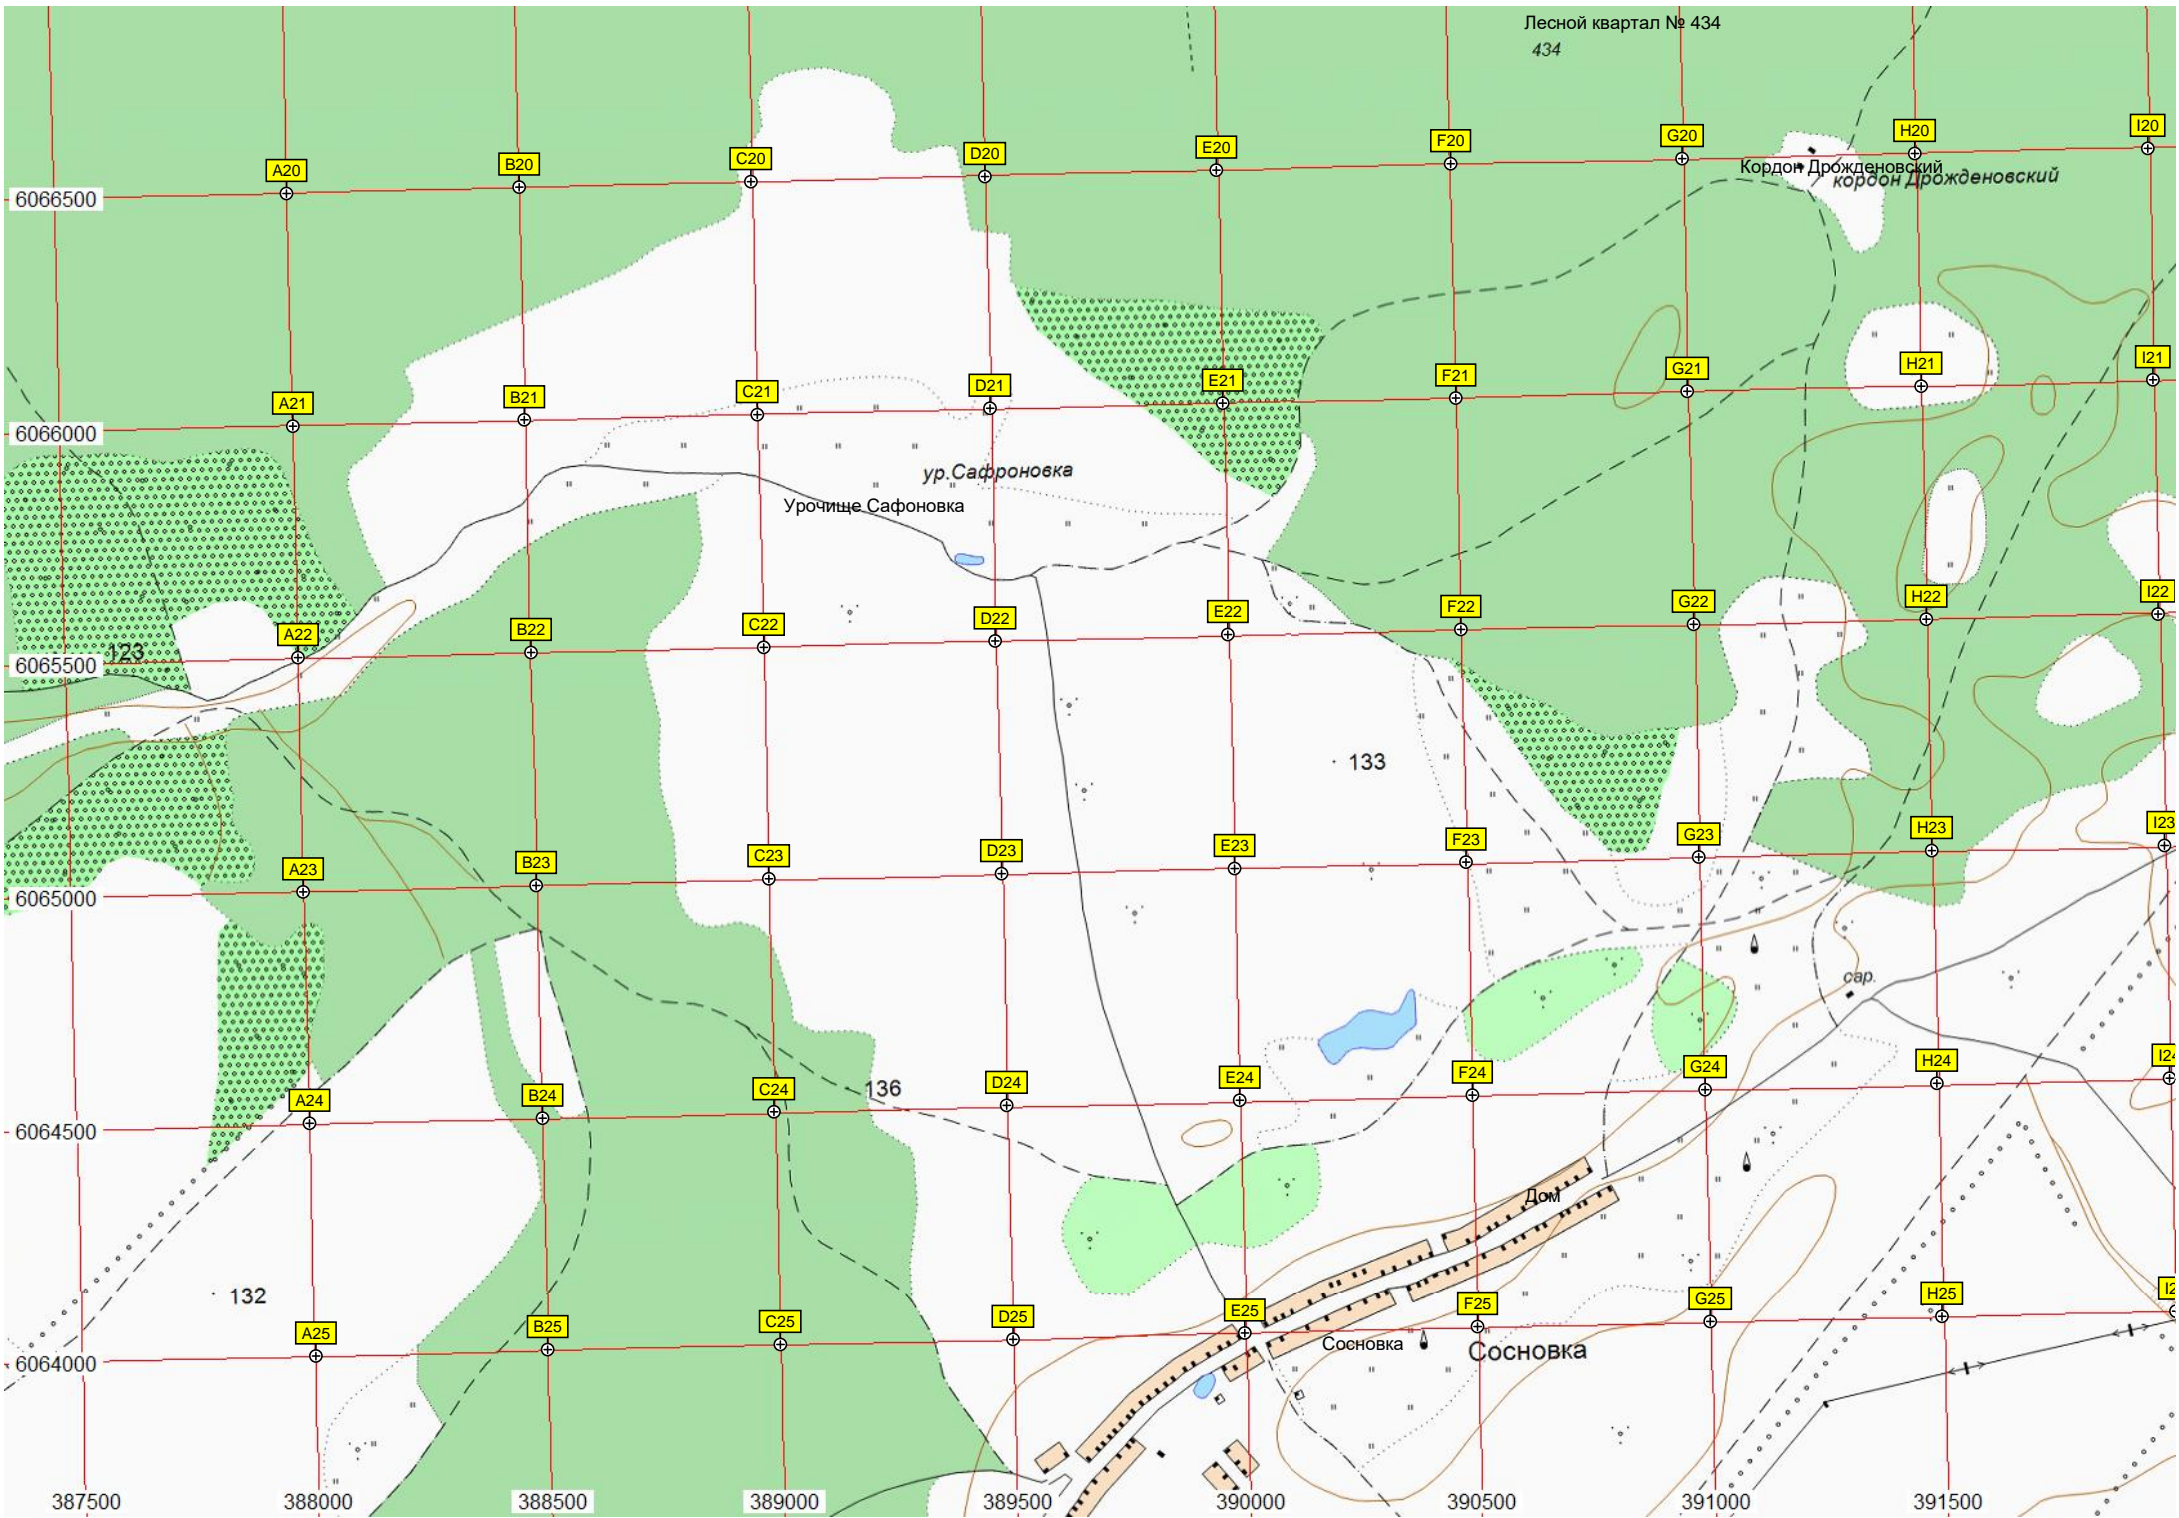 Лесной квартал № 434
434
A20
B20
C20
D20
E20
F20
G20
H20
I20
Кордон Дрожденовский
кордон Дрожденовский
6066500
A21
B21
C21
D21
E21
F21
G21
H21
I21
6066000
ур.Сафроновка
Урочище Сафоновка
A22
B22
C22
D22
E22
F22
G22
H22
I22
123
6065500
133
A23
B23
C23
D23
E23
F23
G23
H23
I23
6065000
сар.
A24
B24
C24
D24
E24
F24
G24
H24
I24
136
6064500
Дом
132
A25
B25
C25
D25
E25
F25
G25
H25
I2
6064000
Сосновка
Сосновка
387500
388000
388500
389000
389500
390000
390500
391000
391500